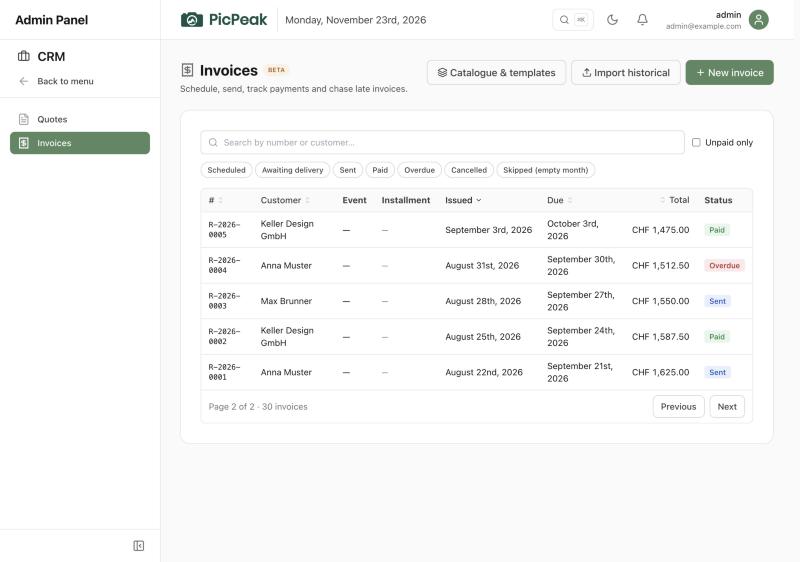 Admin Panel
PicPeak
Monday, November 23rd, 2026
⌘K
admin
admin@example.com
CRM
Back to menu
Quotes
Invoices
Invoices BETA
Schedule, send, track payments and chase late invoices.
Catalogue & templates
Import historical
+ New invoice
Search by number or customer...
Unpaid only
Scheduled Awaiting delivery Sent Paid Overdue Cancelled Skipped (empty month)
# Customer Event Installment Issued Due Total Status
R-2026-
0005
Keller Design
GmbH
— — September 3rd, 2026
October 3rd,
2026
CHF 1,475.00 Paid
R-2026-
0004
Anna Muster — — August 31st, 2026
September 30th,
2026
CHF 1,512.50 Overdue
R-2026-
0003
Max Brunner — — August 28th, 2026
September 27th,
2026
CHF 1,550.00 Sent
R-2026-
0002
Keller Design
GmbH
— — August 25th, 2026
September 24th,
2026
CHF 1,587.50 Paid
R-2026-
0001
Anna Muster — — August 22nd, 2026
September 21st,
2026
CHF 1,625.00 Sent
Page 2 of 2 · 30 invoices
Previous Next